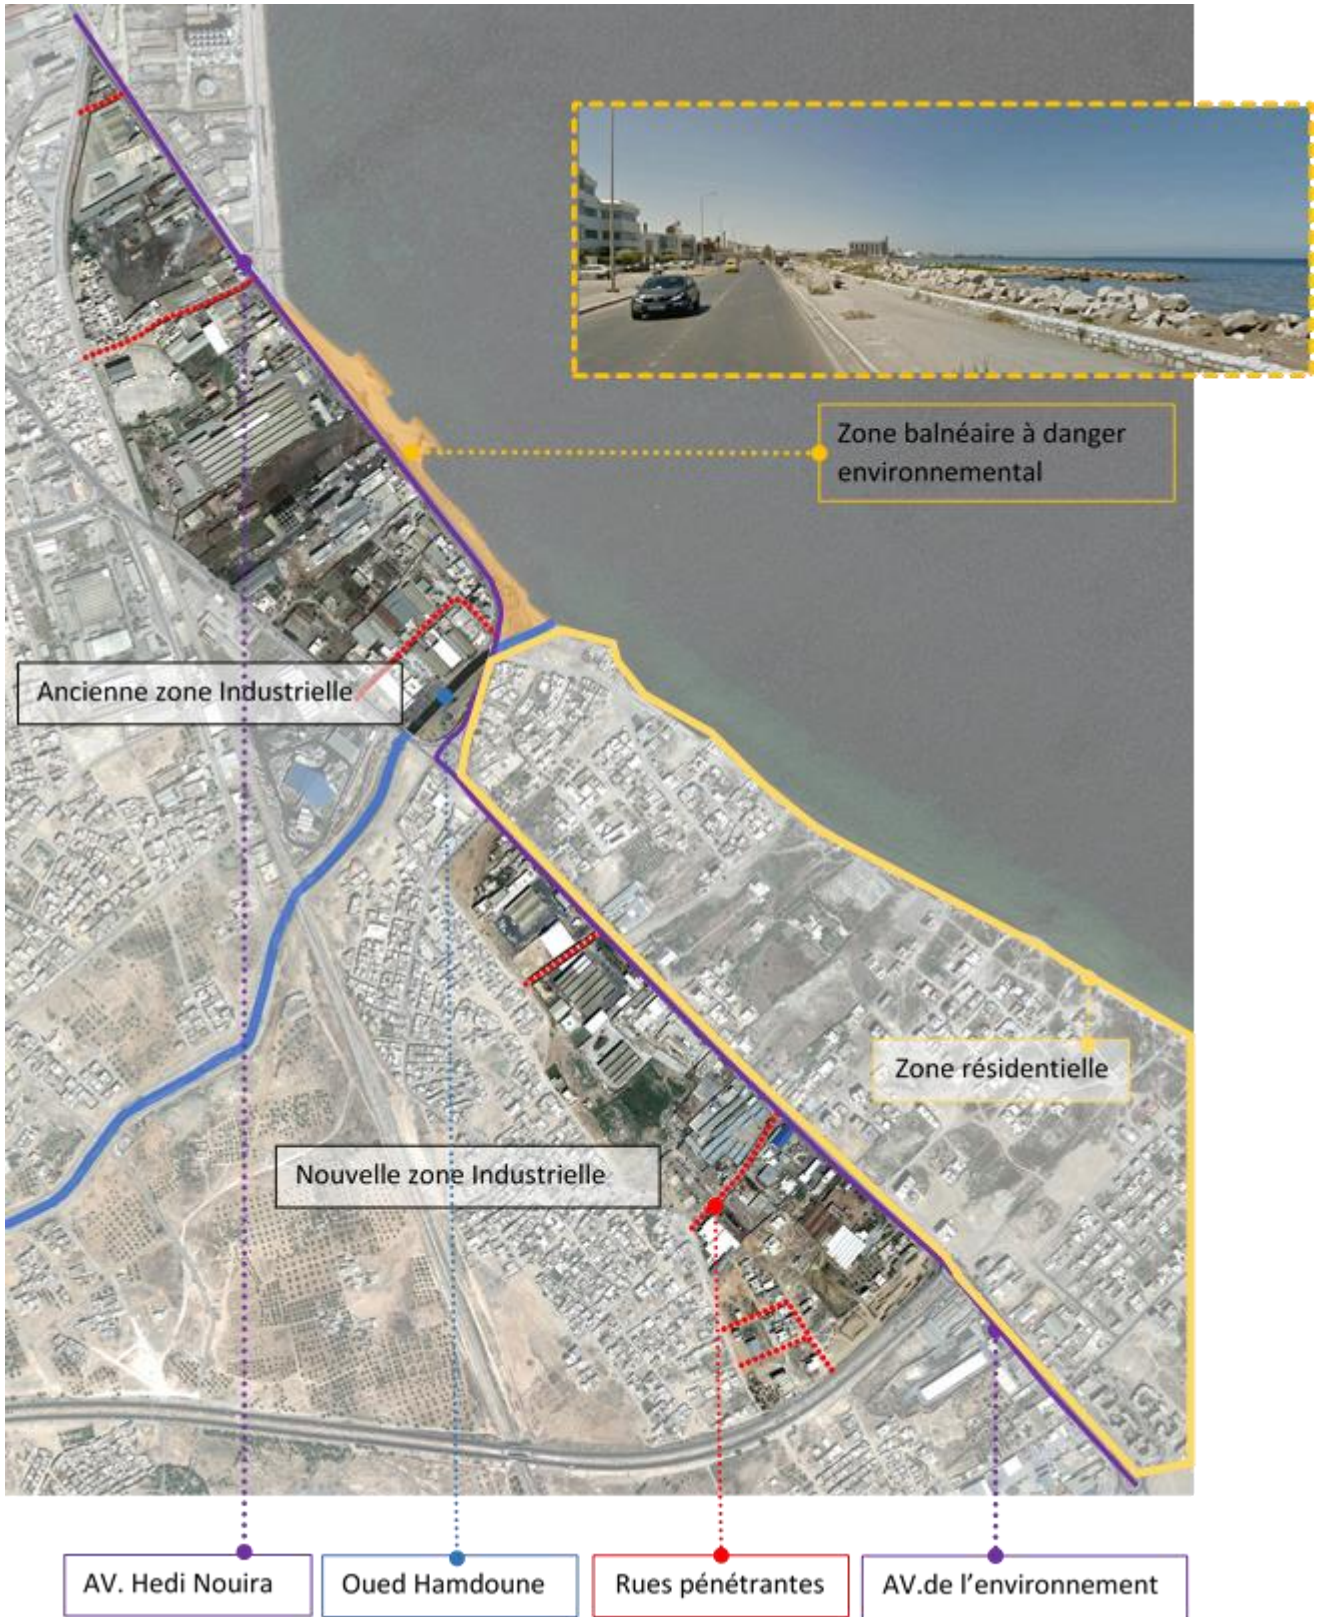 Zone balnéaire à danger
environnemental
Ancienne zone Industrielle
Zone résidentielle
Nouvelle zone Industrielle
AV. Hedi Nouira
Oued Hamdoune
Rues pénétrantes
AV.de l'environnement